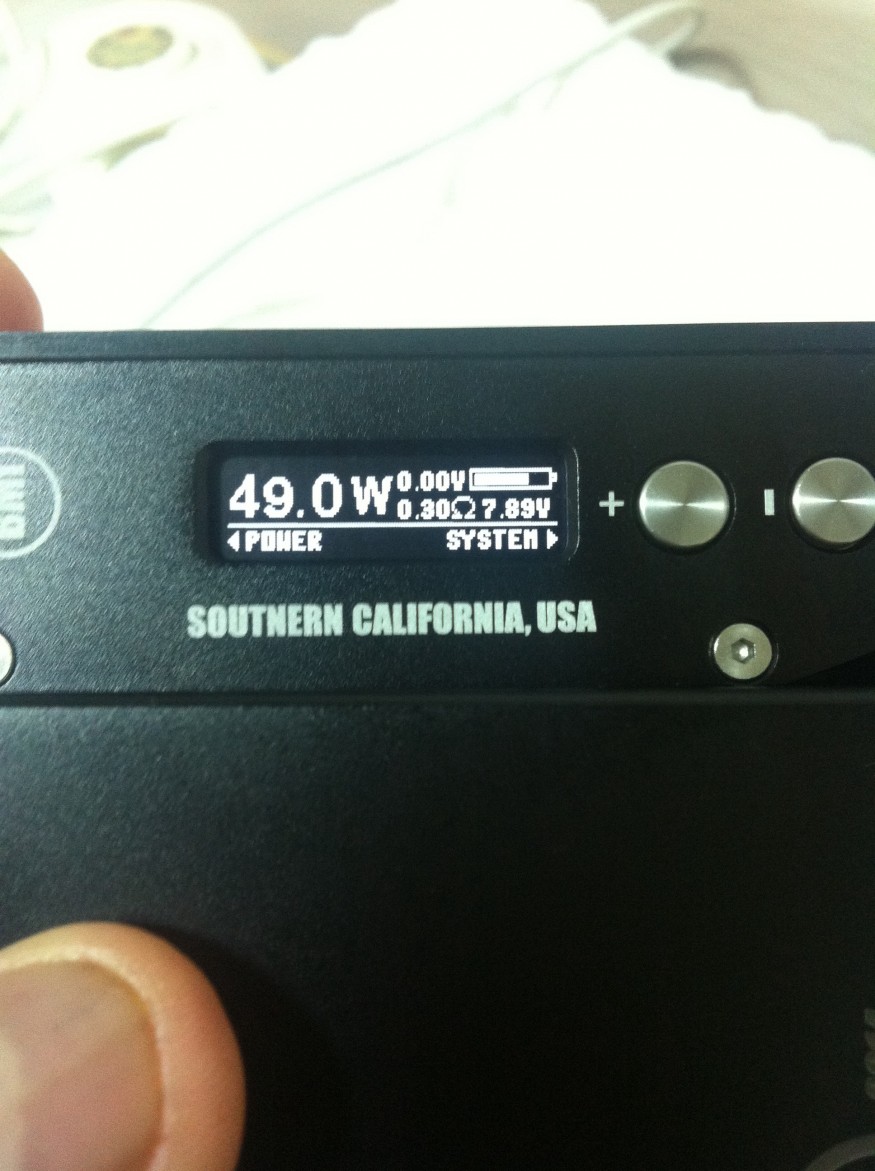 49.0W 0.00V
0.30Ω 7.89V
POWER SYSTEM
+ -
SOUTNERN CALIFORNIA, USA